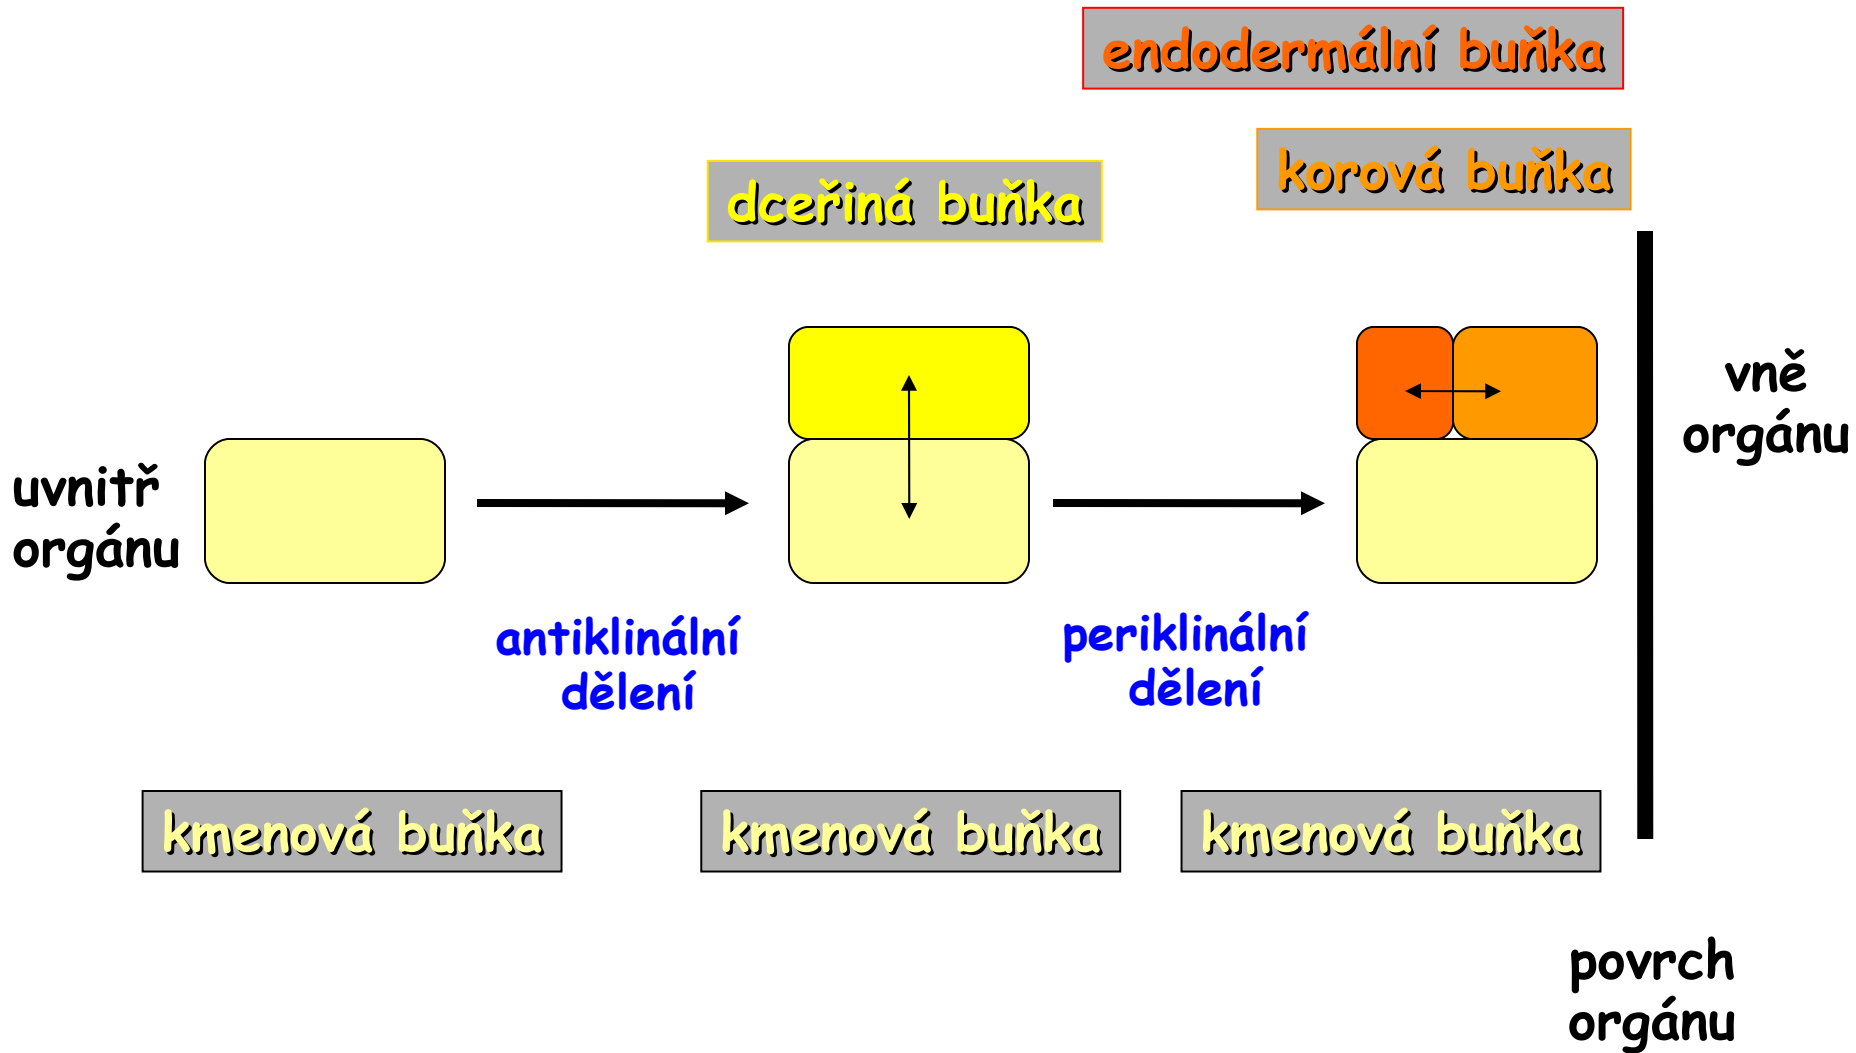 endodermální buňka
korová buňka
dceřiná buňka
vně
orgánu
uvnitř
orgánu
antiklinální
dělení
periklinální
dělení
kmenová buňka
kmenová buňka
kmenová buňka
povrch
orgánu